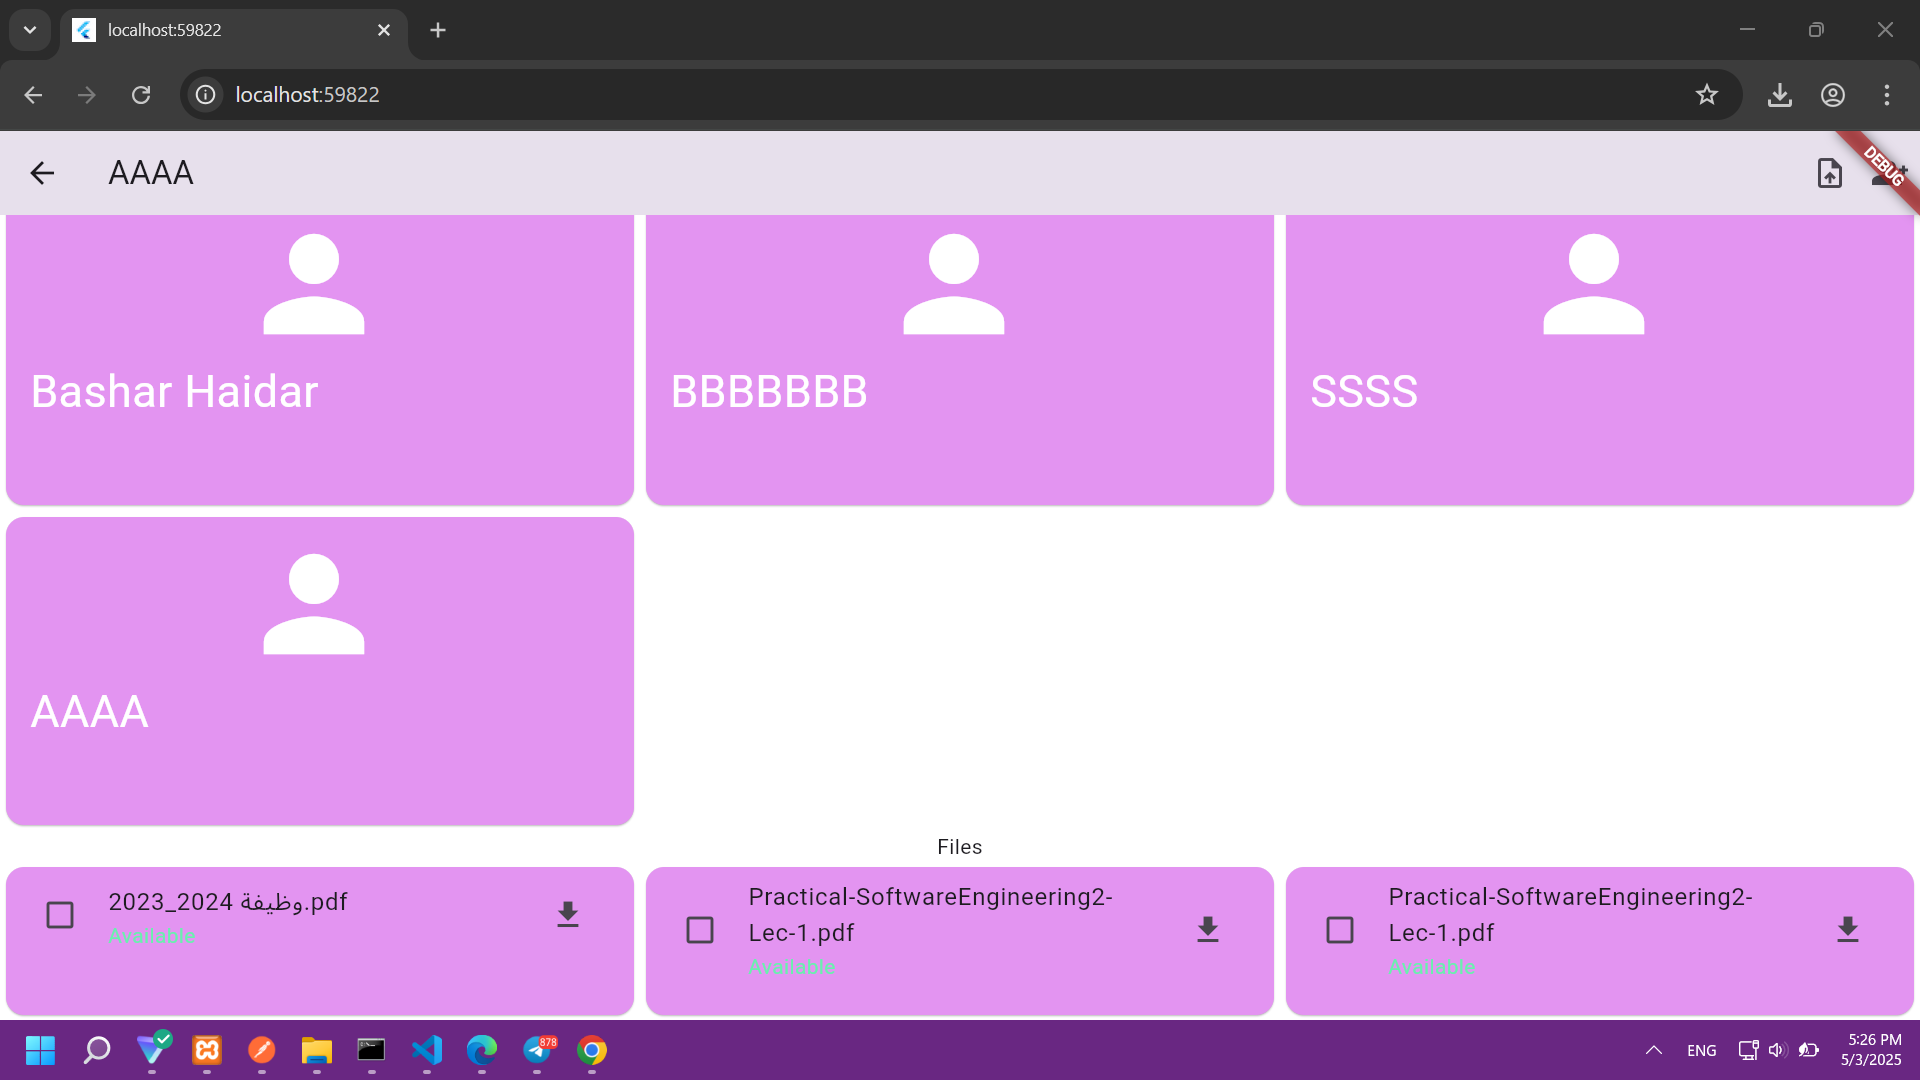 localhost:59822
localhost:59822
AAAA
DEBUG
Bashar Haidar
BBBBBBB
SSSS
AAAA
Files
2023_2024 وظيفة.pdf
Available
Practical-SoftwareEngineering2-
Lec-1.pdf
Available
Practical-SoftwareEngineering2-
Lec-1.pdf
Available
878
ENG
5:26 PM
5/3/2025